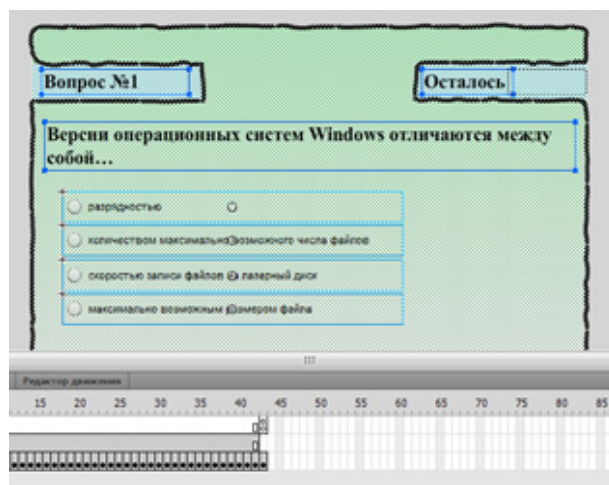 Вопрос №1
Осталось
Версии операционных систем Windows отличаются между
собой…
разрядностью
количеством максимально возможного числа файлов
скоростью записи файлов на лазерный диск
максимально возможным размером файла
Редактор движения
15 20 25 30 35 40 45 50 55 60 65 70 75 80 85